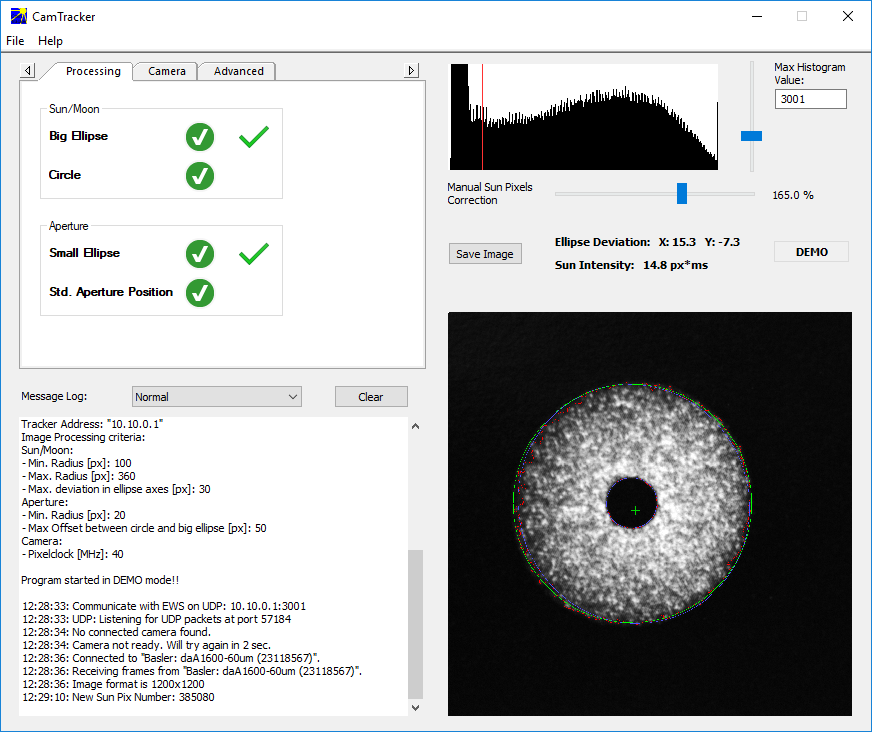 CamTracker
File Help
Processing Camera Advanced
Sun/Moon
Big Ellipse
Circle
Aperture
Small Ellipse
Std. Aperture Position
Max Histogram
Value:
3001
Manual Sun Pixels
Correction
165.0 %
Save Image
Ellipse Deviation: X: 15.3 Y: -7.3
Sun Intensity: 14.8 px*ms
DEMO
Message Log: Normal Clear
Tracker Address: "10.10.0.1"
Image Processing criteria:
Sun/Moon:
- Min. Radius [px]: 100
- Max. Radius [px]: 360
- Max. deviation in ellipse axes [px]: 30
Aperture:
- Min. Radius [px]: 20
- Max Offset between circle and big ellipse [px]: 50
Camera:
- Pixelclock [MHz]: 40
Program started in DEMO mode!!
12:28:33: Communicate with EWS on UDP: 10.10.0.1:3001
12:28:33: UDP: Listening for UDP packets at port 57184
12:28:34: No connected camera found.
12:28:34: Camera not ready. Will try again in 2 sec.
12:28:36: Connected to "Basler: daA1600-60um (23118567)".
12:28:36: Receiving frames from "Basler: daA1600-60um (23118567)".
12:28:36: Image format is 1200x1200
12:29:10: New Sun Pix Number: 385080